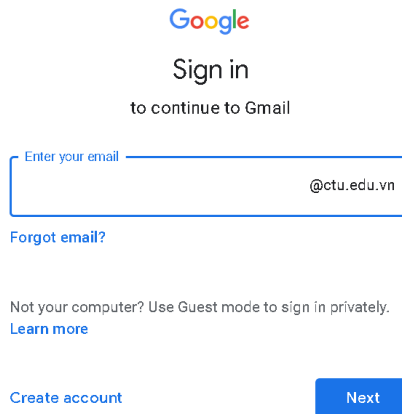 Google
Sign in
to continue to Gmail
Enter your email
@ctu.edu.vn
Forgot email?
Not your computer? Use Guest mode to sign in privately.
Learn more
Create account
Next